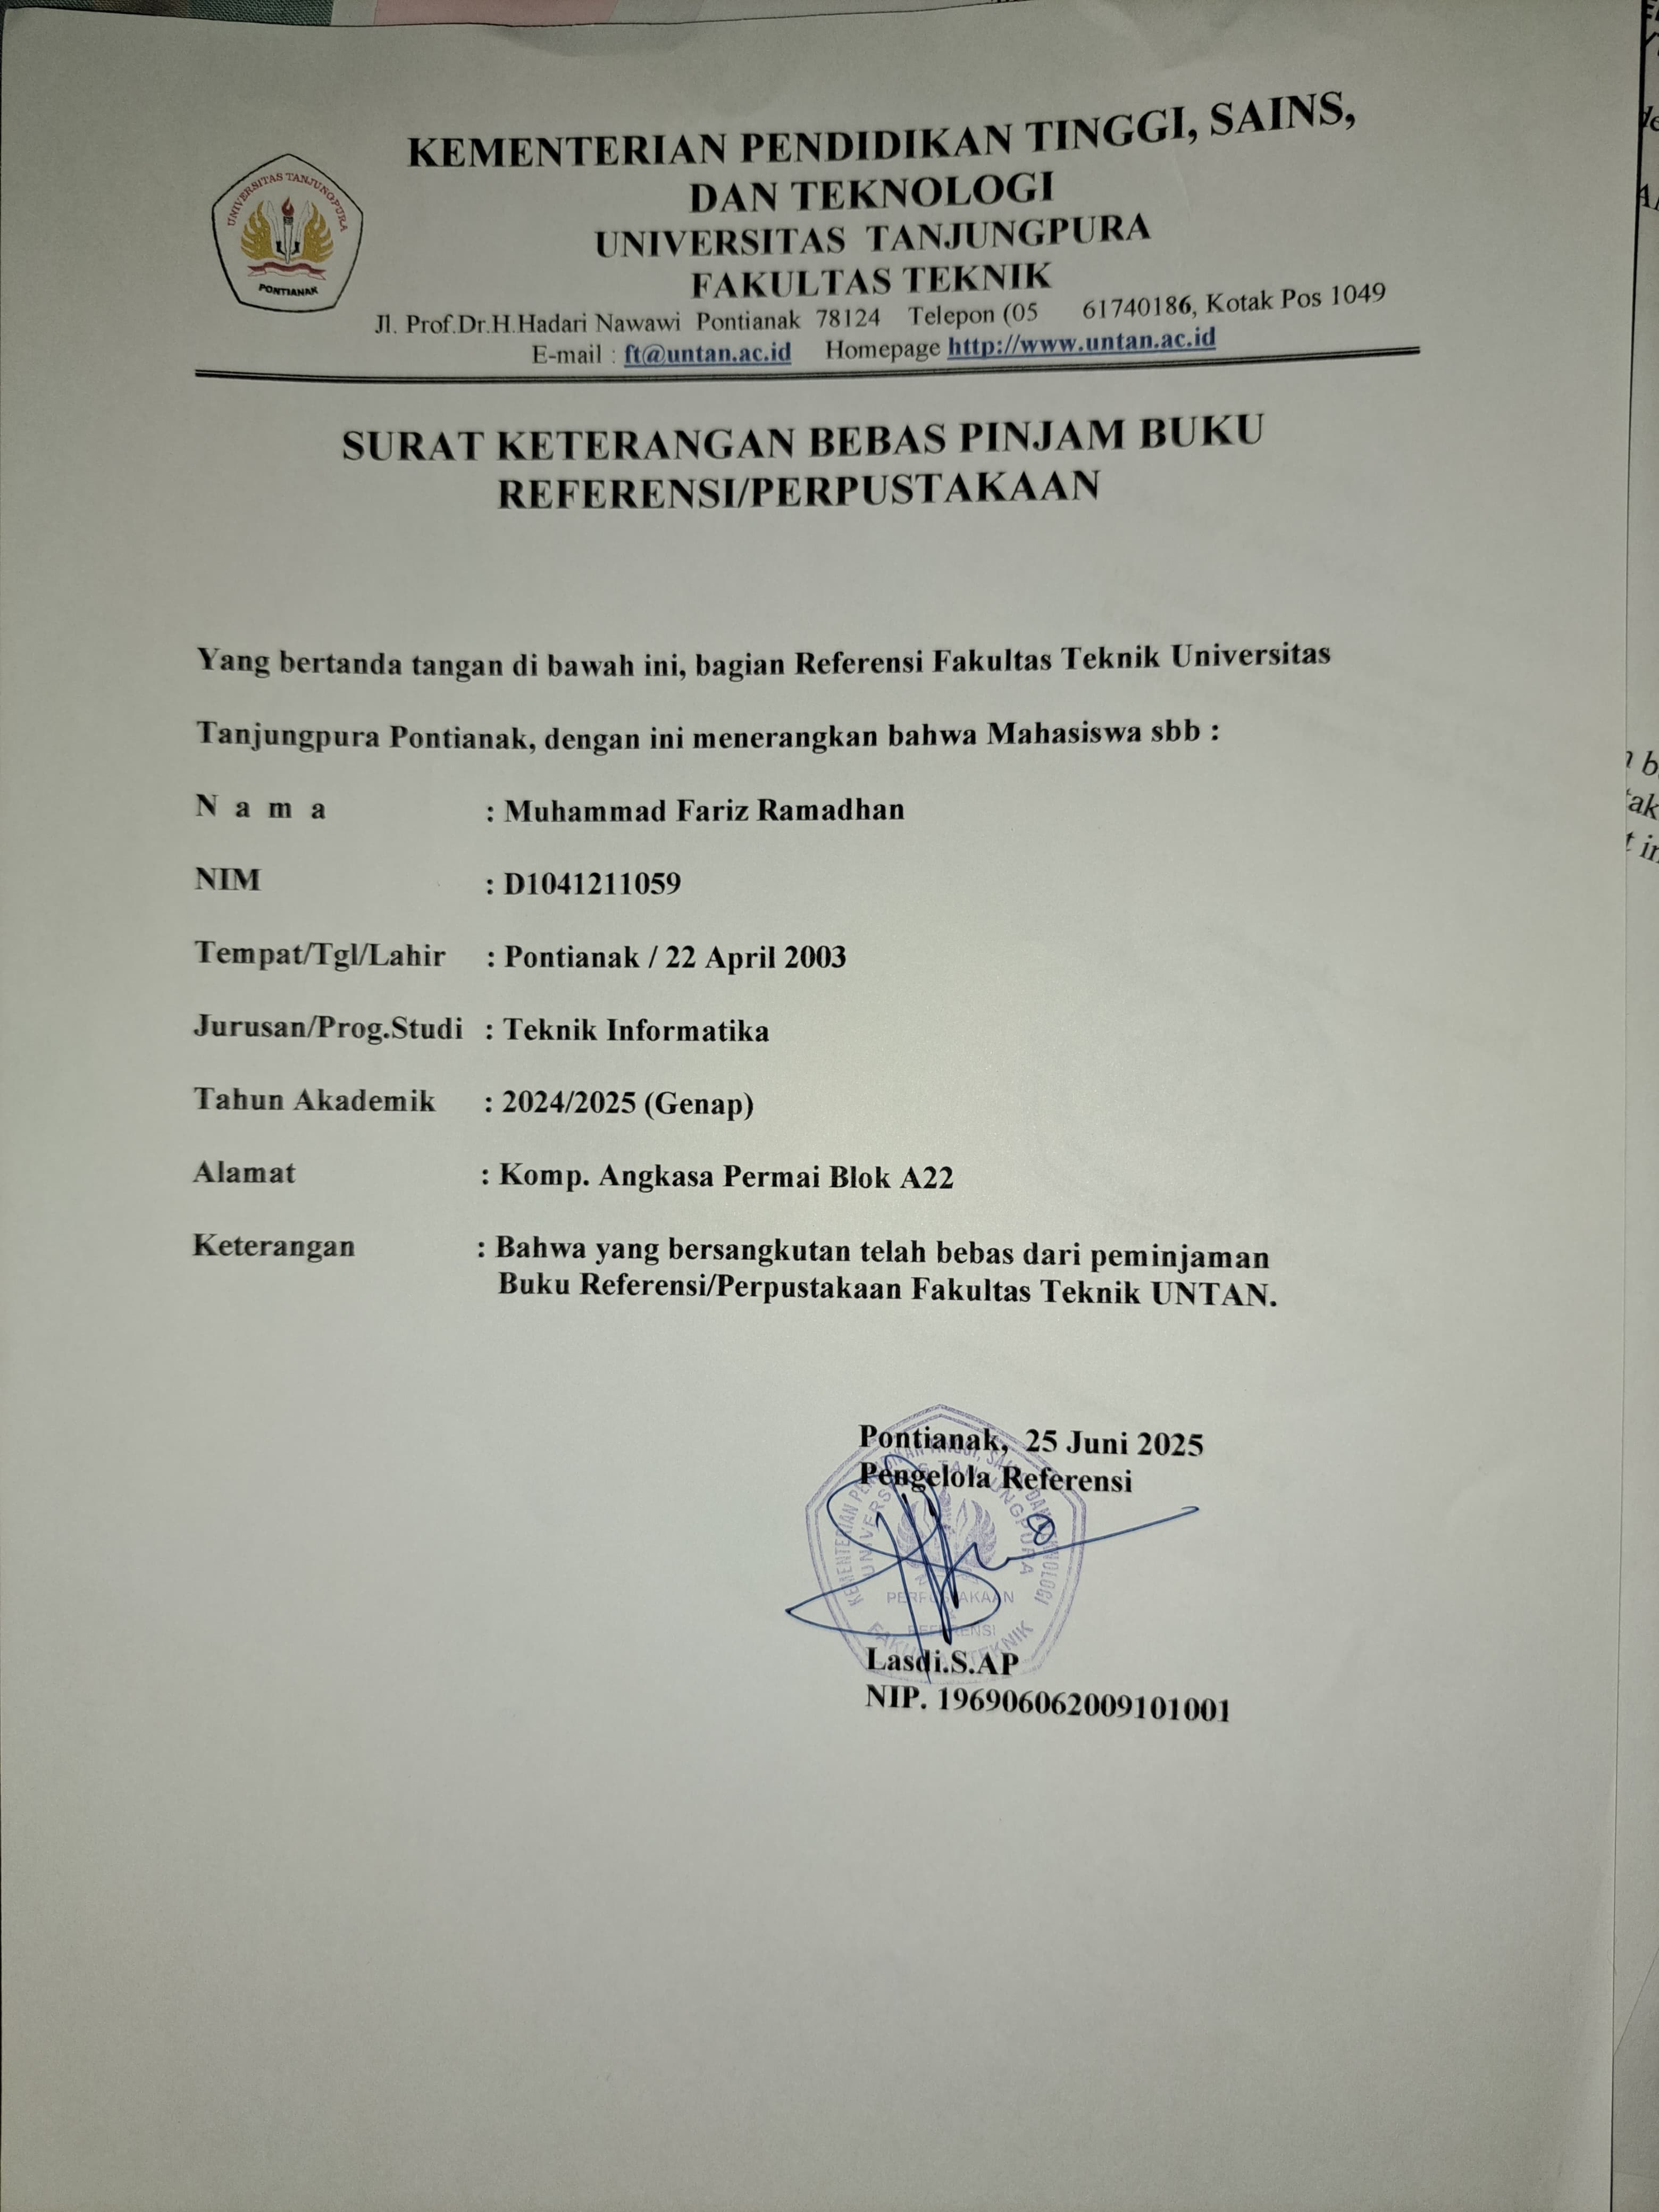 KEMENTERIAN PENDIDIKAN TINGGI, SAINS,
DAN TEKNOLOGI
UNIVERSITAS TANJUNGPURA
FAKULTAS TEKNIK
Jl. Prof.Dr.H.Hadari Nawawi Pontianak 78124 Telepon (05 61740186, Kotak Pos 1049
E-mail : ft@untan.ac.id Homepage http://www.untan.ac.id
UNIVERSITAS TANJUNGPURA
PONTIANAK
SURAT KETERANGAN BEBAS PINJAM BUKU
REFERENSI/PERPUSTAKAAN
Yang bertanda tangan di bawah ini, bagian Referensi Fakultas Teknik Universitas
Tanjungpura Pontianak, dengan ini menerangkan bahwa Mahasiswa sbb :
N a m a : Muhammad Fariz Ramadhan
NIM : D1041211059
Tempat/Tgl/Lahir : Pontianak / 22 April 2003
Jurusan/Prog.Studi : Teknik Informatika
Tahun Akademik : 2024/2025 (Genap)
Alamat : Komp. Angkasa Permai Blok A22
Keterangan : Bahwa yang bersangkutan telah bebas dari peminjaman
Buku Referensi/Perpustakaan Fakultas Teknik UNTAN.
Pontianak, 25 Juni 2025
Pengelola Referensi
KEMENTERIAN PENDIDIKAN TINGGI, SAINS, DAN TEKNOLOGI
UNIVERSITAS TANJUNGPURA
PERPUSTAKAAN
REFERENSI
FAKULTAS TEKNIK
Lasdi.S.AP
NIP. 196906062009101001